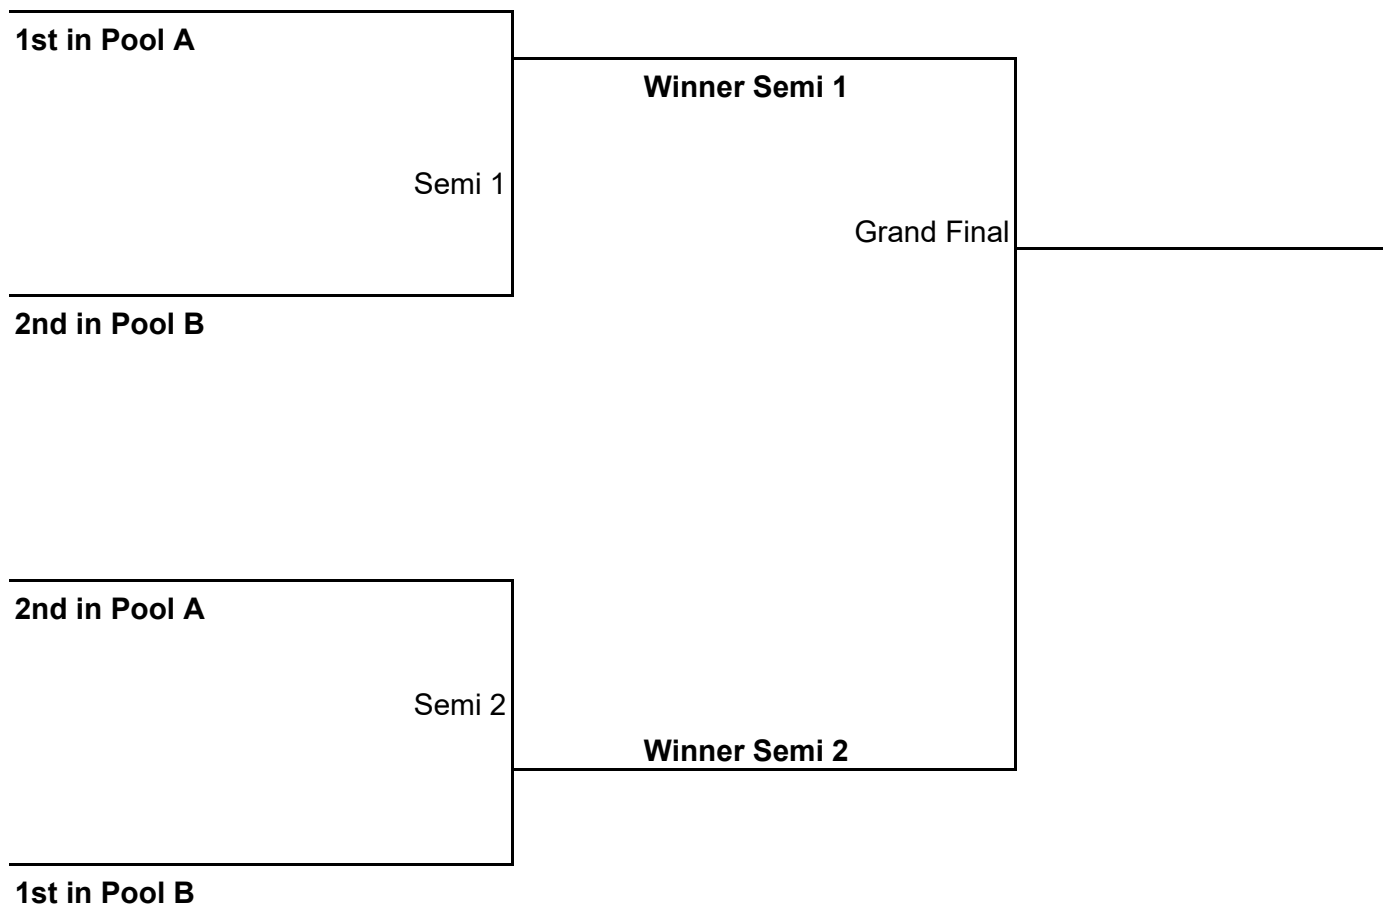 1st in Pool A
Winner Semi 1
Semi 1
Grand Final
2nd in Pool B
2nd in Pool A
Semi 2
Winner Semi 2
1st in Pool B